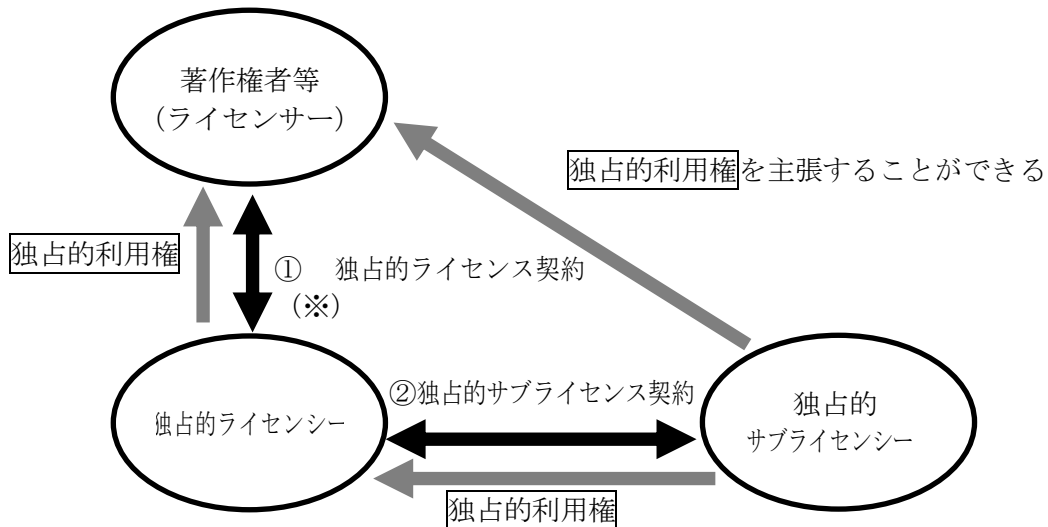 著作権者等
（ライセンサー）
独占的利用権を主張することができる
独占的利用権
①　独占的ライセンス契約
（※）
独占的ライセンシー
②独占的サブライセンス契約
独占的
サブライセンシー
独占的利用権